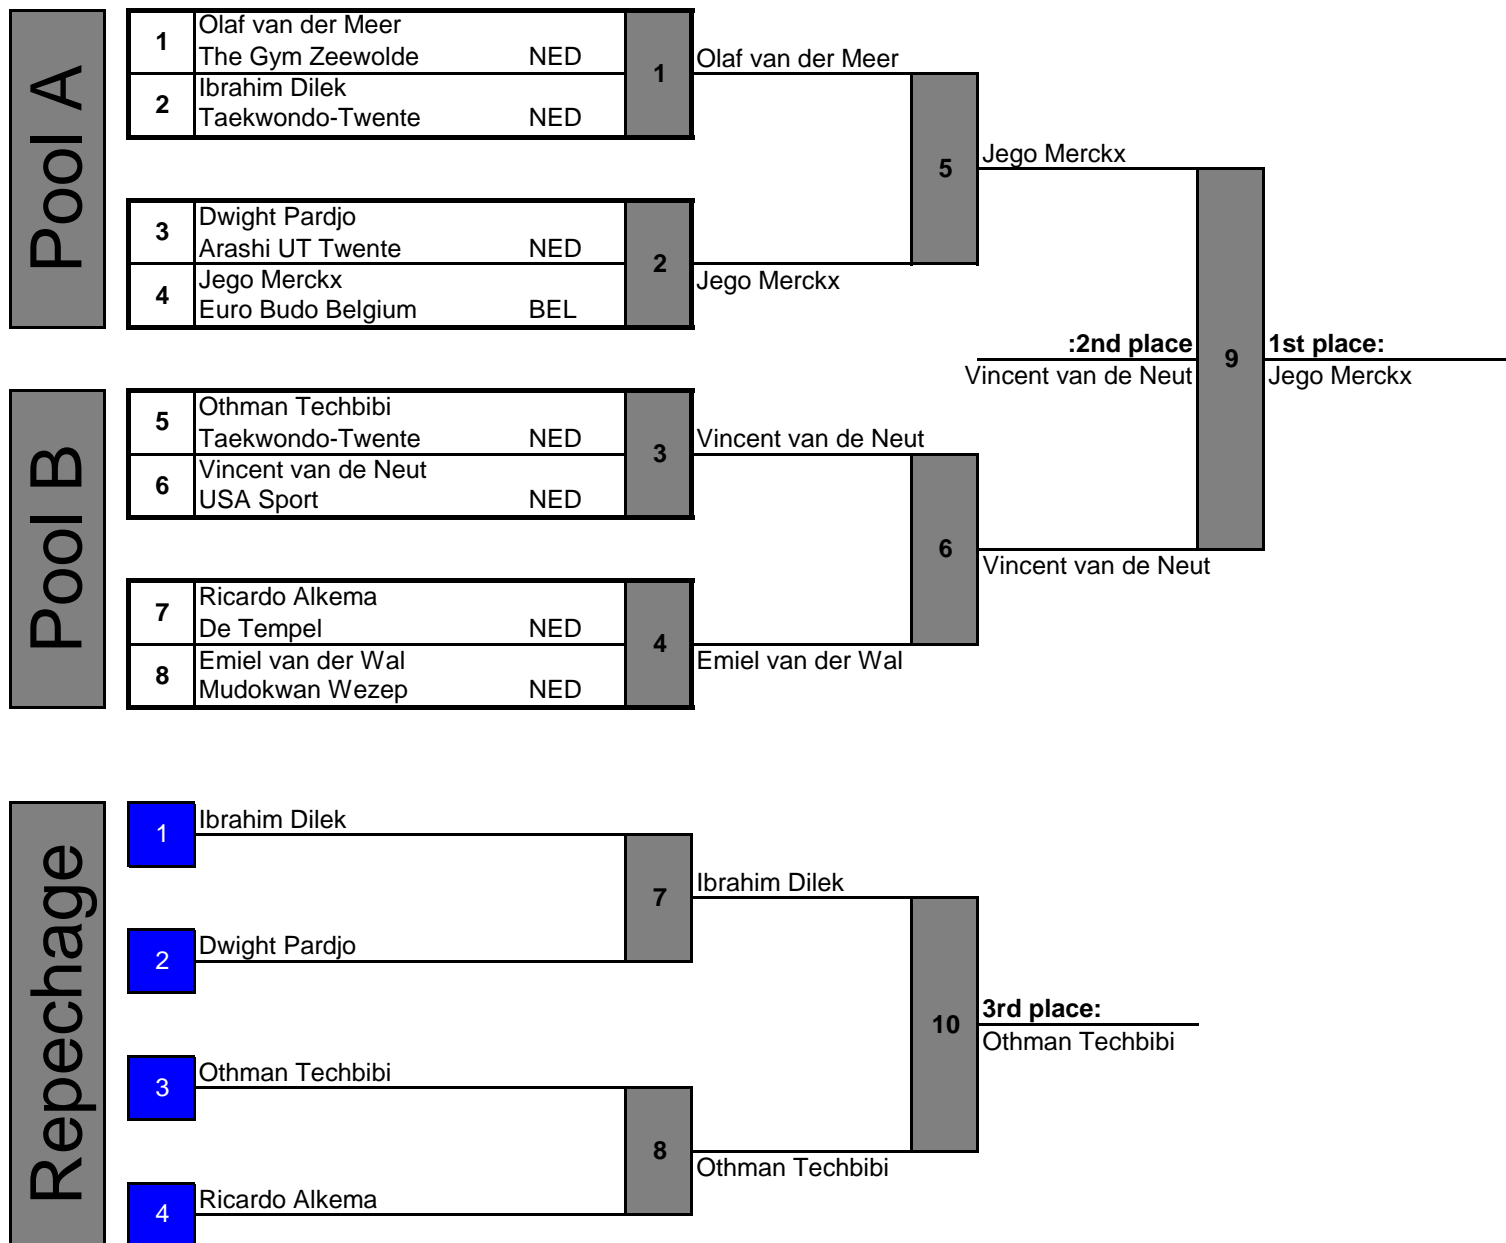 Pool A
1
Olaf van der Meer
The Gym Zeewolde NED
2
Ibrahim Dilek
Taekwondo-Twente NED
1
Olaf van der Meer
3
Dwight Pardjo
Arashi UT Twente NED
4
Jego Merckx
Euro Budo Belgium BEL
2
Jego Merckx
5
Jego Merckx
Pool B
5
Othman Techbibi
Taekwondo-Twente NED
6
Vincent van de Neut
USA Sport NED
3
Vincent van de Neut
7
Ricardo Alkema
De Tempel NED
8
Emiel van der Wal
Mudokwan Wezep NED
4
Emiel van der Wal
6
Vincent van de Neut
:2nd place
Vincent van de Neut
9
1st place:
Jego Merckx
Repechage
1
Ibrahim Dilek
2
Dwight Pardjo
7
Ibrahim Dilek
3
Othman Techbibi
4
Ricardo Alkema
8
Othman Techbibi
10
3rd place:
Othman Techbibi